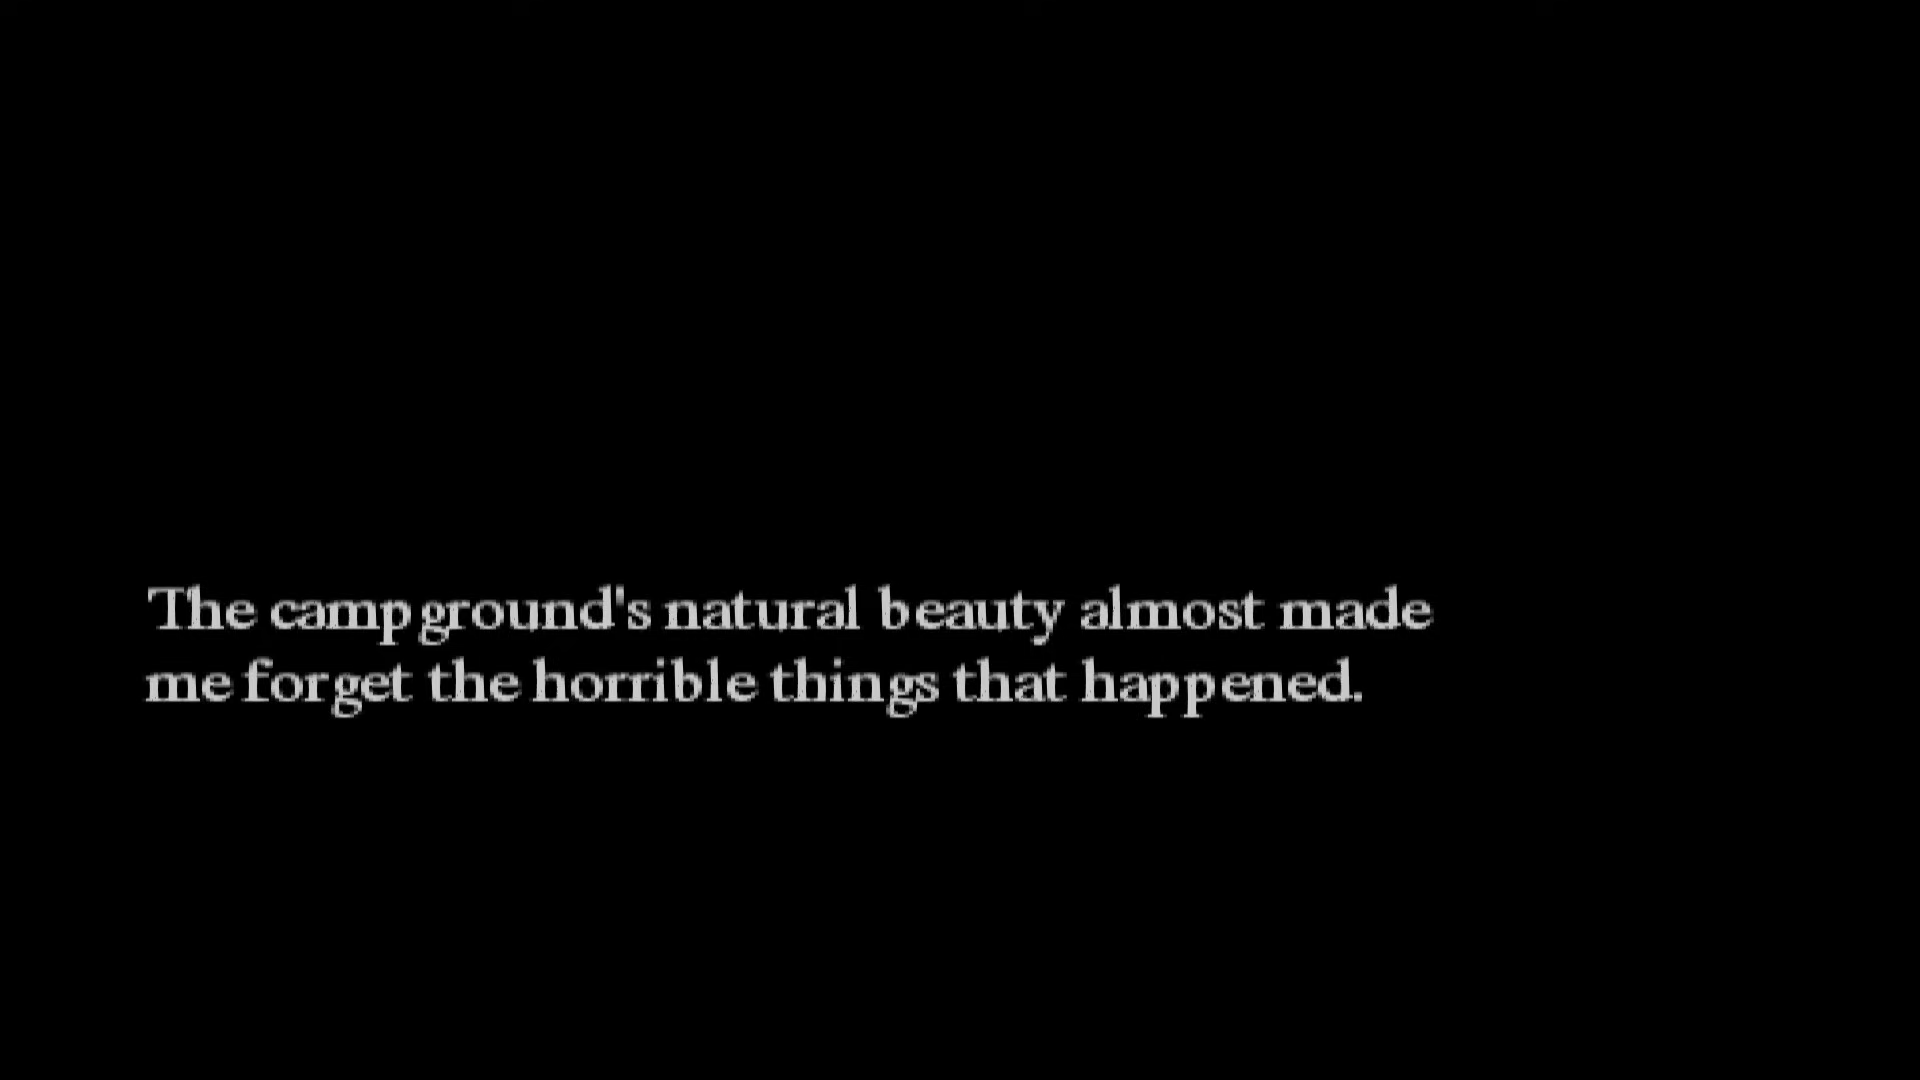 The campground's natural beauty almost made
me forget the horrible things that happened.